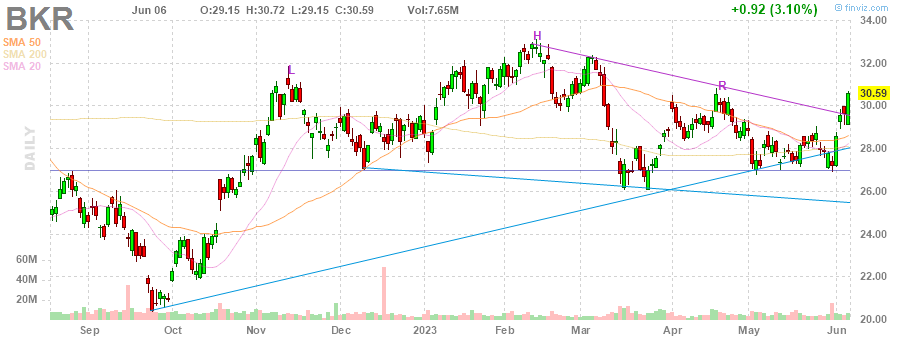 BKR
Jun 06 O:29.15 H:30.72 L:29.15 C:30.59 Vol:7.65M +0.92 (3.10%) © finviz.com
SMA 50
SMA 200
SMA 20
DAILY
L
H
R
34.00
32.00
30.59
30.00
28.00
26.00
24.00
22.00
20.00
60M
40M
20M
Sep Oct Nov Dec 2023 Feb Mar Apr May Jun